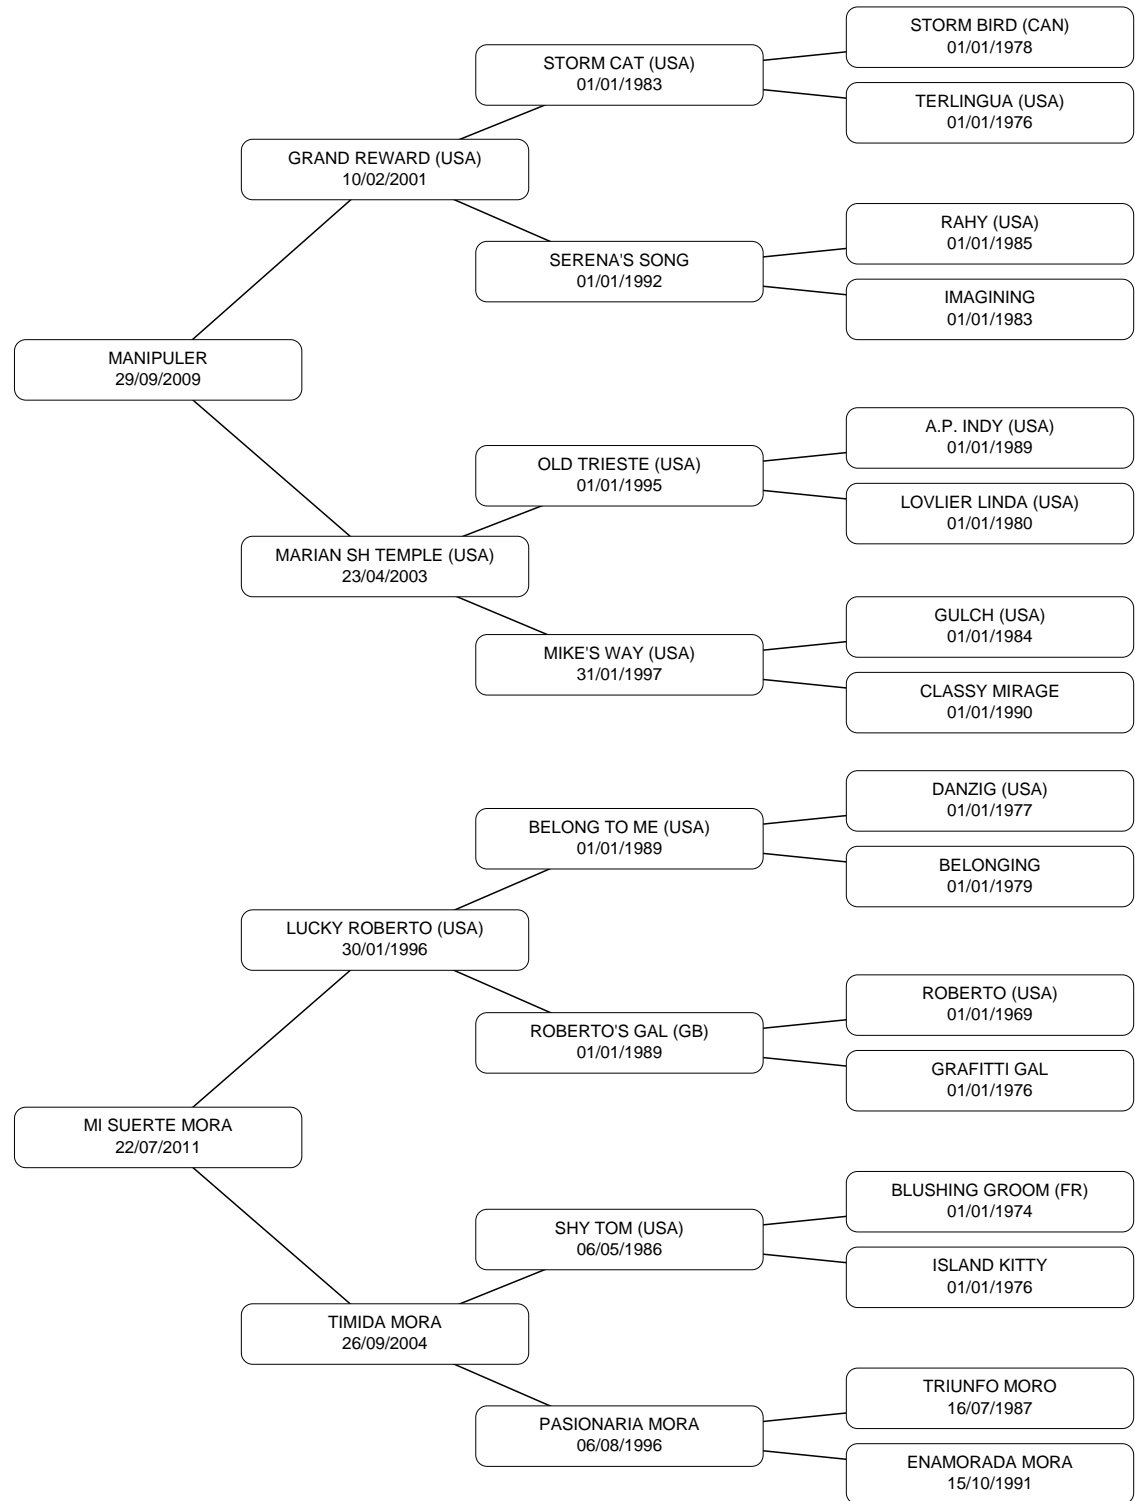 STORM BIRD (CAN)
01/01/1978
STORM CAT (USA)
01/01/1983
TERLINGUA (USA)
01/01/1976
GRAND REWARD (USA)
10/02/2001
RAHY (USA)
01/01/1985
SERENA'S SONG
01/01/1992
IMAGINING
01/01/1983
MANIPULER
29/09/2009
A.P. INDY (USA)
01/01/1989
OLD TRIESTE (USA)
01/01/1995
LOVLIER LINDA (USA)
01/01/1980
MARIAN SH TEMPLE (USA)
23/04/2003
GULCH (USA)
01/01/1984
MIKE'S WAY (USA)
31/01/1997
CLASSY MIRAGE
01/01/1990
DANZIG (USA)
01/01/1977
BELONG TO ME (USA)
01/01/1989
BELONGING
01/01/1979
LUCKY ROBERTO (USA)
30/01/1996
ROBERTO (USA)
01/01/1969
ROBERTO'S GAL (GB)
01/01/1989
GRAFITTI GAL
01/01/1976
MI SUERTE MORA
22/07/2011
BLUSHING GROOM (FR)
01/01/1974
SHY TOM (USA)
06/05/1986
ISLAND KITTY
01/01/1976
TIMIDA MORA
26/09/2004
TRIUNFO MORO
16/07/1987
PASIONARIA MORA
06/08/1996
ENAMORADA MORA
15/10/1991